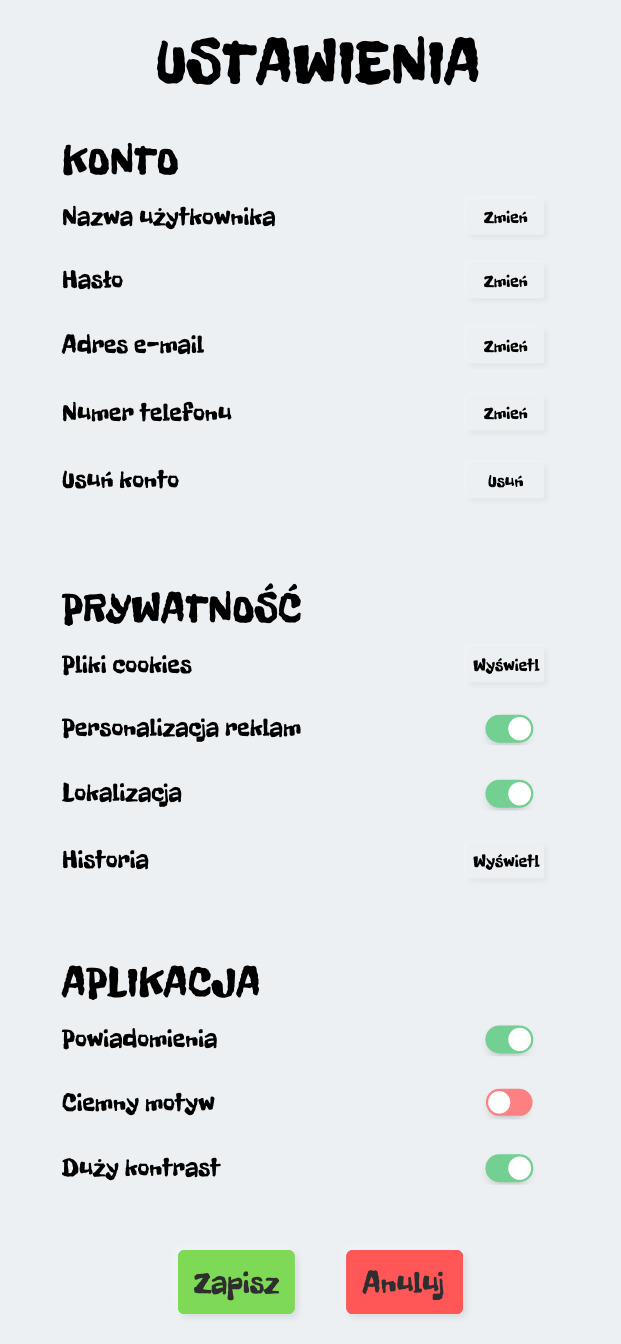 USTAWIENIA
KONTO
Nazwa użytkownika Zmień
Hasło Zmień
Adres e-mail Zmień
Numer telefonu Zmień
Usuń konto Usuń
PRYWATNOŚĆ
Pliki cookies Wyświetl
Personalizacja reklam
Lokalizacja
Historia Wyświetl
APLIKACJA
Powiadomienia
Ciemny motyw
Duży kontrast
Zapisz Anuluj